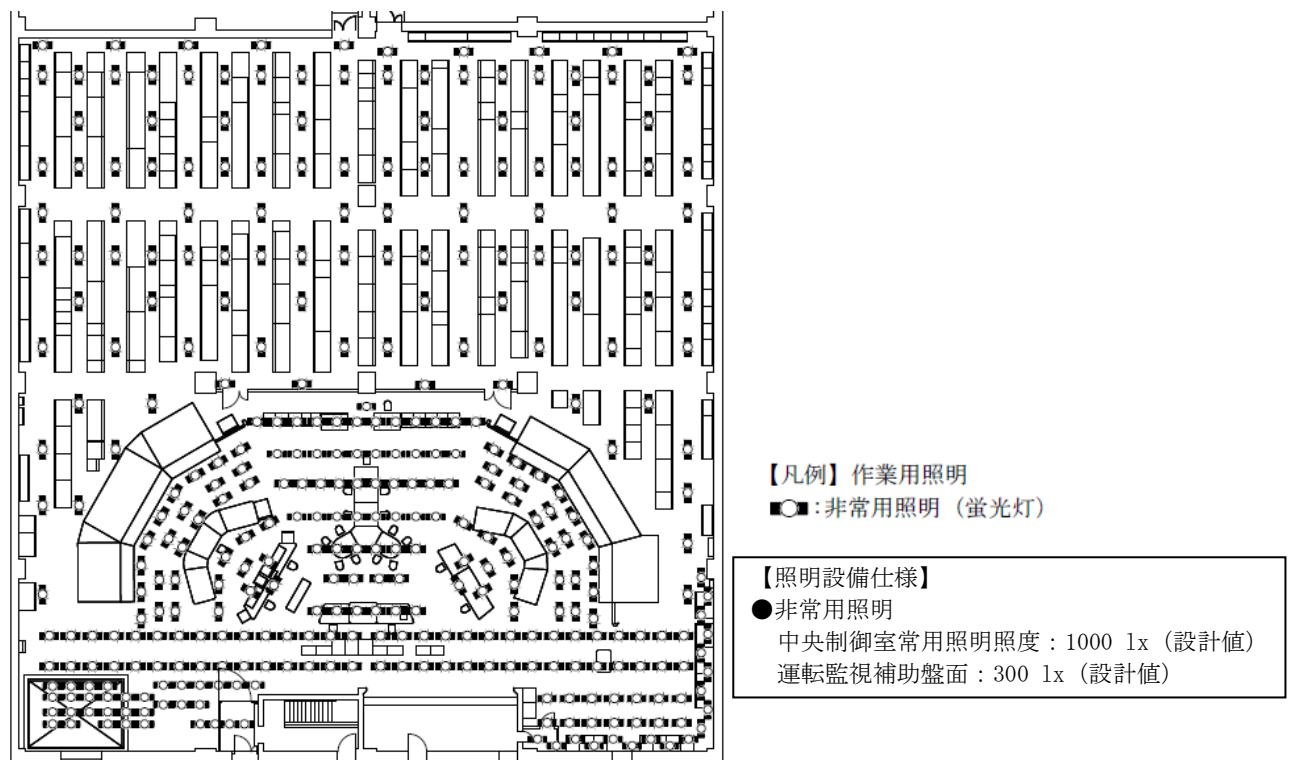 【凡例】作業用照明
:非常用照明（蛍光灯）
【照明設備仕様】
●非常用照明
中央制御室常用照明照度：1000 lx（設計値）
運転監視補助盤面：300 lx（設計値）